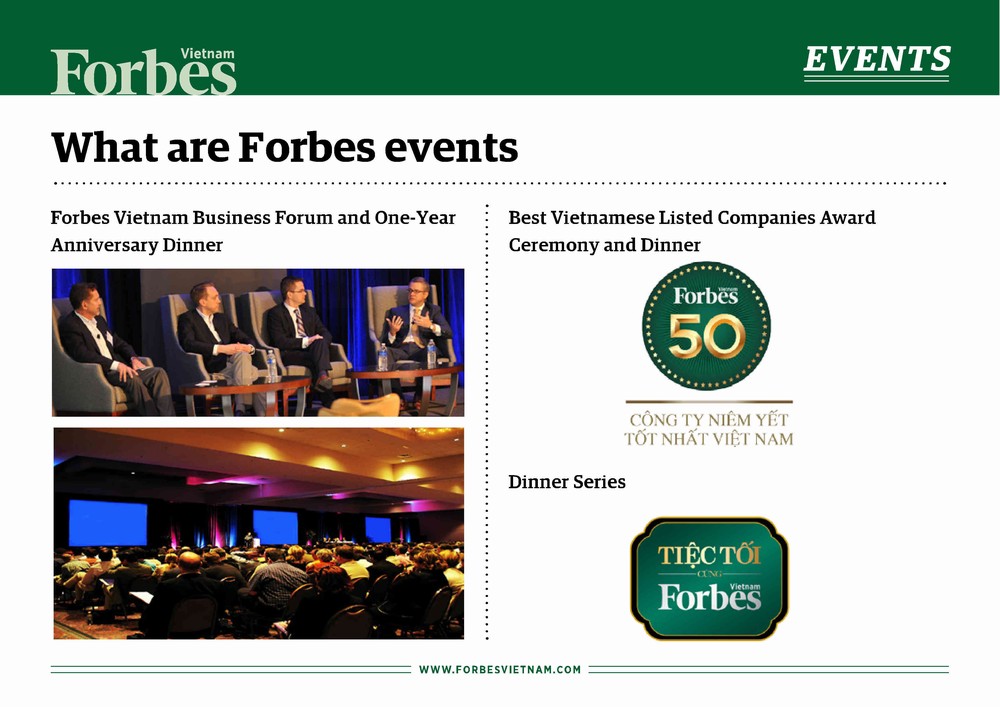 Forbes
Vietnam
EVENTS
What are Forbes events
Forbes Vietnam Business Forum and One-Year
Anniversary Dinner
Best Vietnamese Listed Companies Award
Ceremony and Dinner
Forbes
Vietnam
50
CÔNG TY NIÊM YẾT
TỐT NHẤT VIỆT NAM
Dinner Series
TIỆC TỐI
CÙNG
Vietnam
Forbes
WWW.FORBESVIETNAM.COM